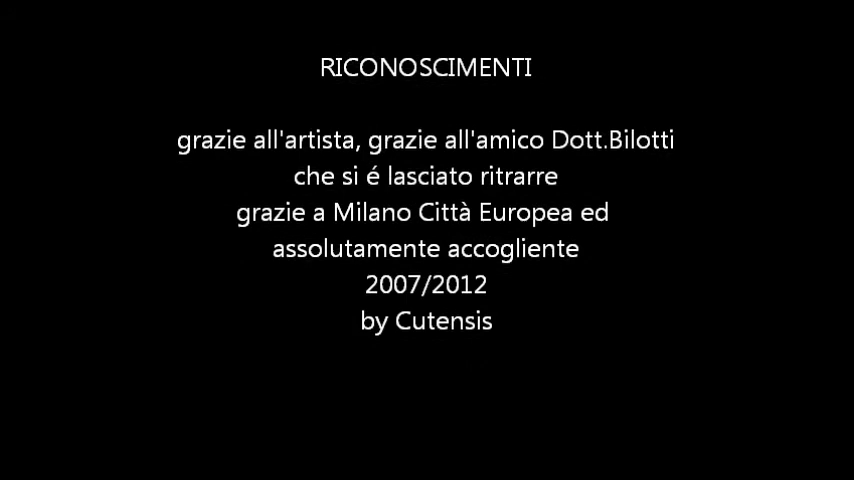 RICONOSCIMENTI
grazie all'artista, grazie all'amico Dott.Bilotti
che si é lasciato ritrarre
grazie a Milano Città Europea ed
assolutamente accogliente
2007/2012
by Cutensis